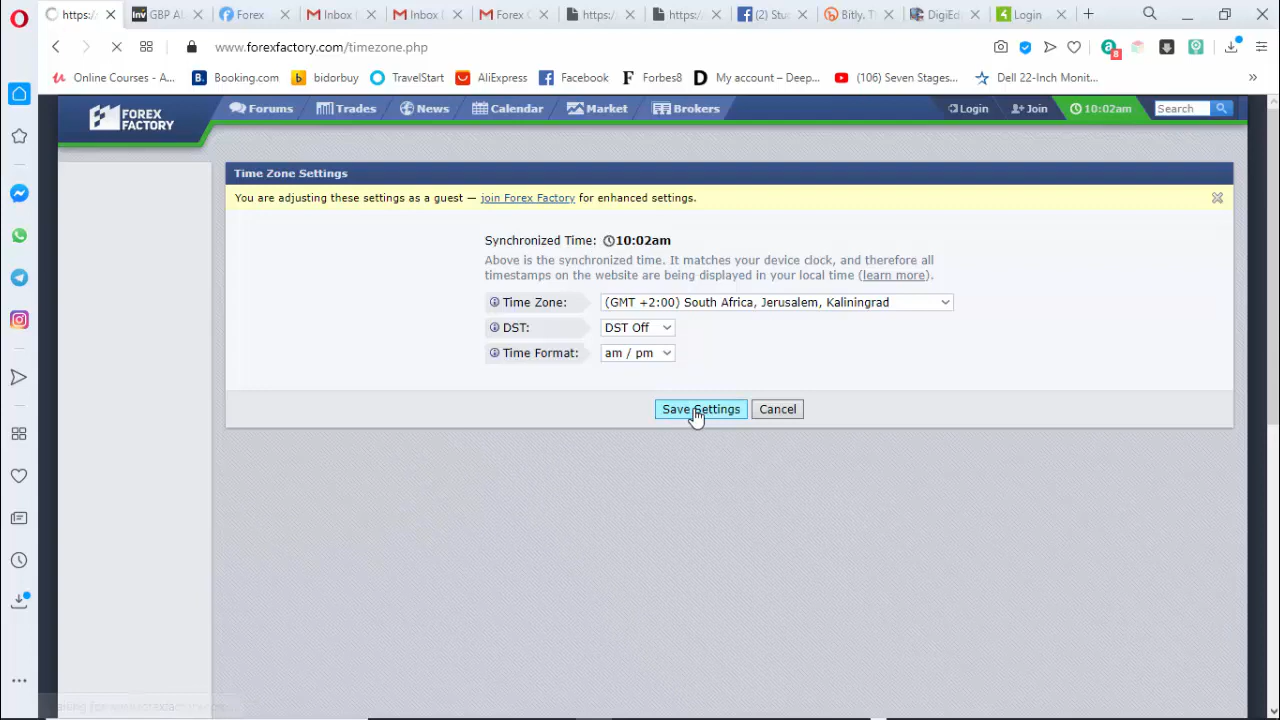 https:/
GBP A
Forex
Inbox (
Inbox (
Forex C
https:
https:
(2) Stu
Bitly. T
DigiEd
Login
www.forexfactory.com/timezone.php
8
Online Courses - A...
Booking.com
bidorbuy
TravelStart
AliExpress
Facebook
Forbes8
My account – Deep...
(106) Seven Stages...
Dell 22-Inch Monit...
FOREX
FACTORY
Forums
Trades
News
Calendar
Market
Brokers
Login
Join
10:02am
Search
Time Zone Settings
You are adjusting these settings as a guest — join Forex Factory for enhanced settings.
Synchronized Time: 10:02am
Above is the synchronized time. It matches your device clock, and therefore all
timestamps on the website are being displayed in your local time (learn more).
Time Zone: (GMT +2:00) South Africa, Jerusalem, Kaliningrad
DST: DST Off
Time Format: am / pm
Save Settings
Cancel